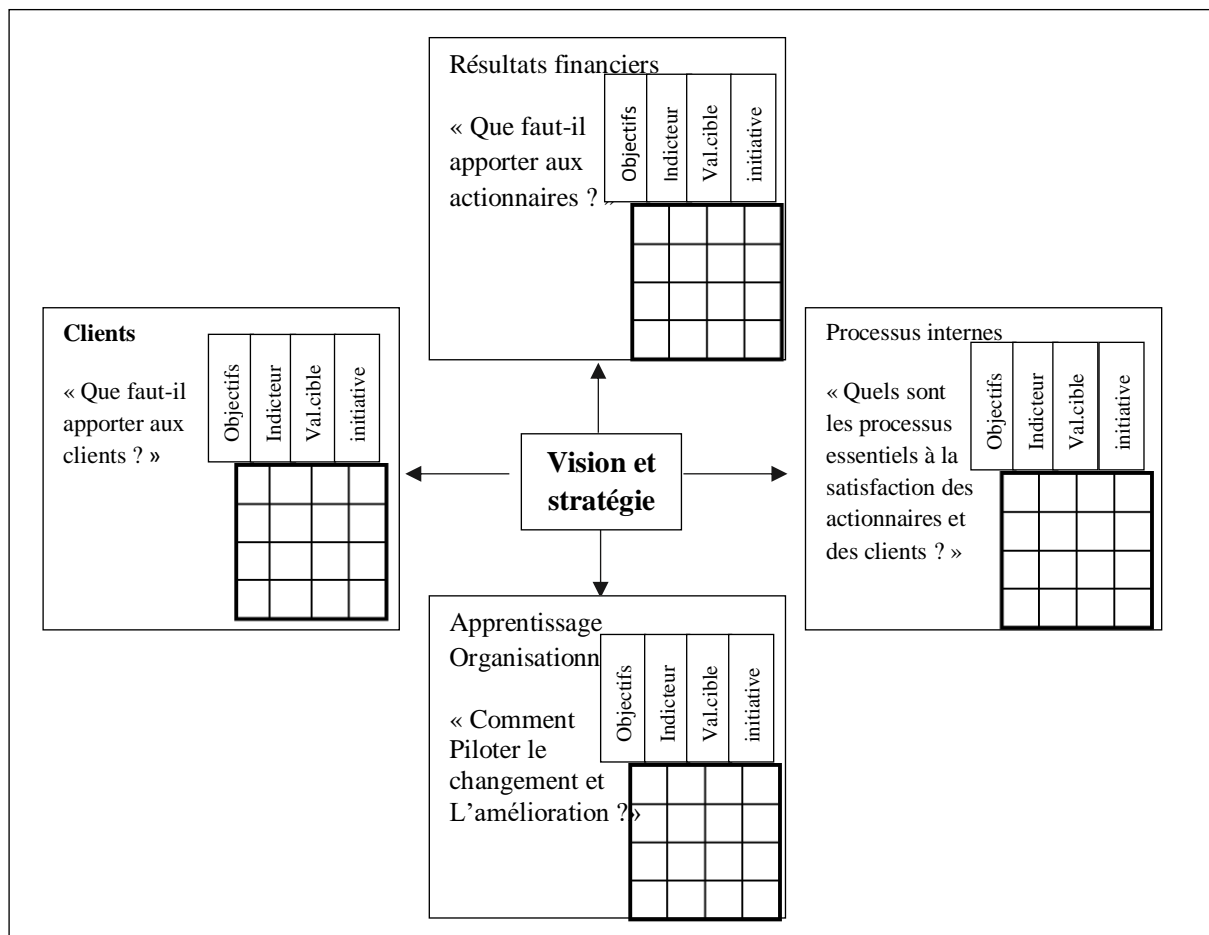 Résultats financiers
« Que faut-il
apporter aux
actionnaires ? »
Objectifs
Indicteur
Val.cible
initiative
Clients
« Que faut-il
apporter aux
clients ? »
Objectifs
Indicteur
Val.cible
initiative
Vision et
stratégie
Processus internes
« Quels sont
les processus
essentiels à la
satisfaction des
actionnaires et
des clients ? »
Objectifs
Indicteur
Val.cible
initiative
Apprentissage
Organisationn
« Comment
Piloter le
changement et
L’amélioration ?»
Objectifs
Indicteur
Val.cible
initiative